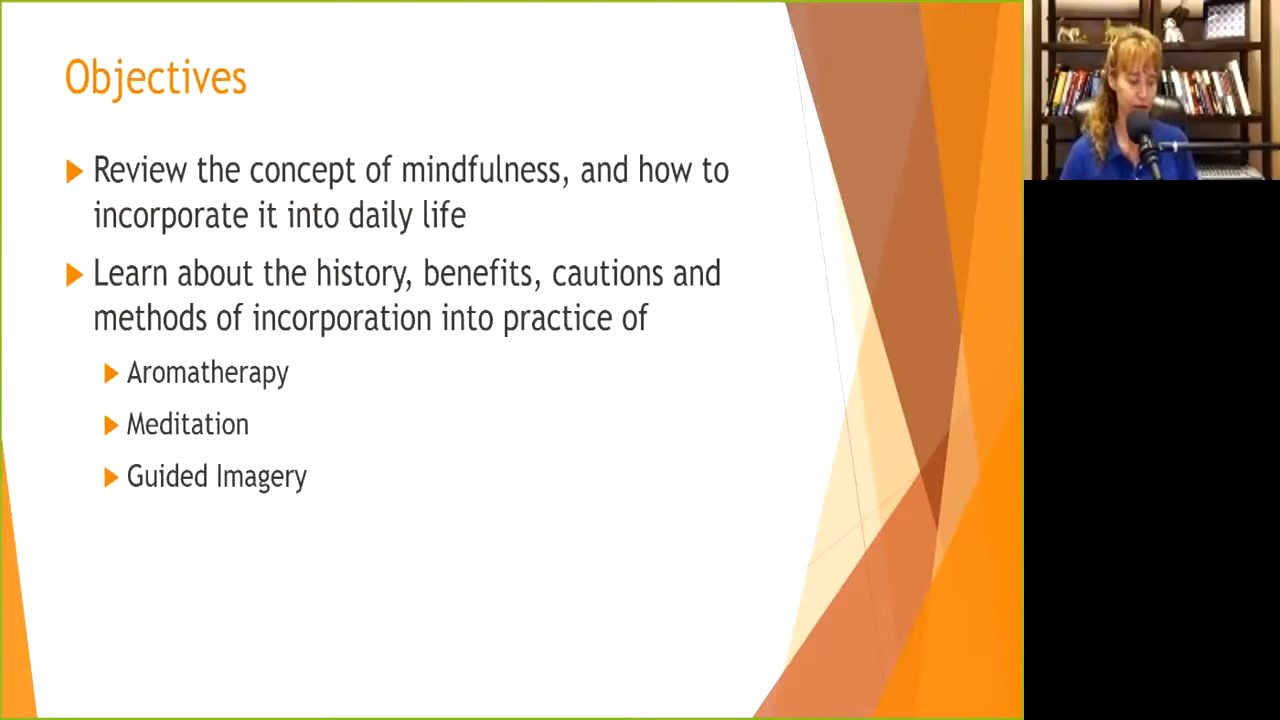 Objectives
Review the concept of mindfulness, and how to
incorporate it into daily life
Learn about the history, benefits, cautions and
methods of incorporation into practice of
Aromatherapy
Meditation
Guided Imagery